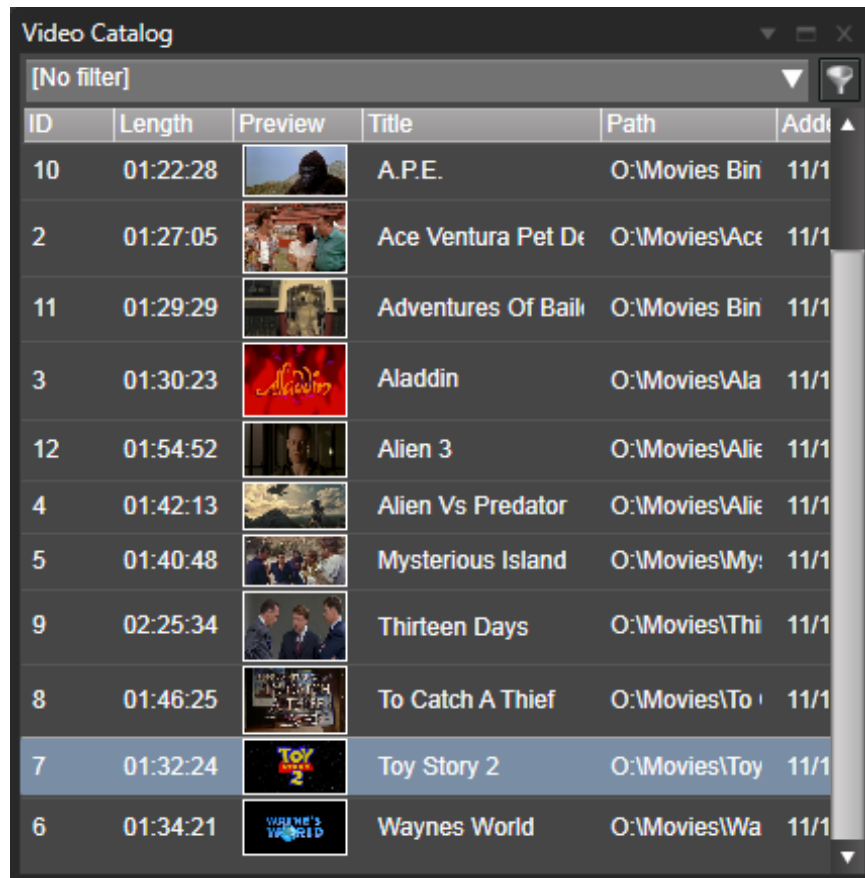 Video Catalog
[No filter]
ID Length Preview Title Path Adde
10 01:22:28 A.P.E. O:\Movies Bin 11/1
2 01:27:05 Ace Ventura Pet De O:\Movies\Ace 11/1
11 01:29:29 Adventures Of Baile O:\Movies Bin 11/1
3 01:30:23 Aladdin Aladdin O:\Movies\Ala 11/1
12 01:54:52 Alien 3 O:\Movies\Alie 11/1
4 01:42:13 Alien Vs Predator O:\Movies\Alie 11/1
5 01:40:48 Mysterious Island O:\Movies\Mys 11/1
9 02:25:34 Thirteen Days O:\Movies\Thi 11/1
8 01:46:25 To Catch A Thief O:\Movies\To 11/1
7 01:32:24 TOY STORY 2 Toy Story 2 O:\Movies\Toy 11/1
6 01:34:21 WAYNE'S WORLD Waynes World O:\Movies\Wa 11/1